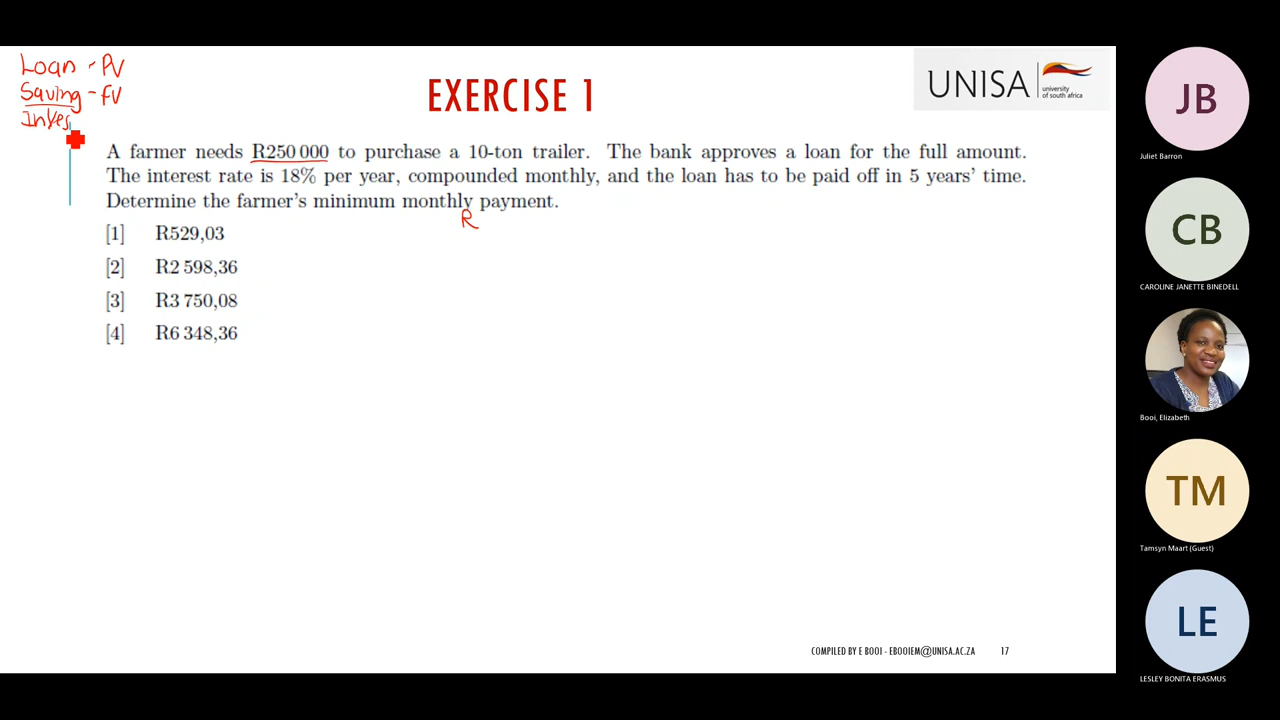 Loan - PV
Saving - FV
Inves
EXERCISE 1
UNISA
university
of south africa
A farmer needs R250 000 to purchase a 10-ton trailer. The bank approves a loan for the full amount.
The interest rate is 18% per year, compounded monthly, and the loan has to be paid off in 5 years' time.
Determine the farmer's minimum monthly payment.
R
[1] R529,03
[2] R2 598,36
[3] R3 750,08
[4] R6 348,36
COMPILED BY E BOOI - EBOOIEM@UNISA.AC.ZA 17
JB
Juliet Barron
CB
CAROLINE JANETTE BINEDELL
Booi, Elizabeth
TM
Tamsyn Maart (Guest)
LE
LESLEY BONITA ERASMUS